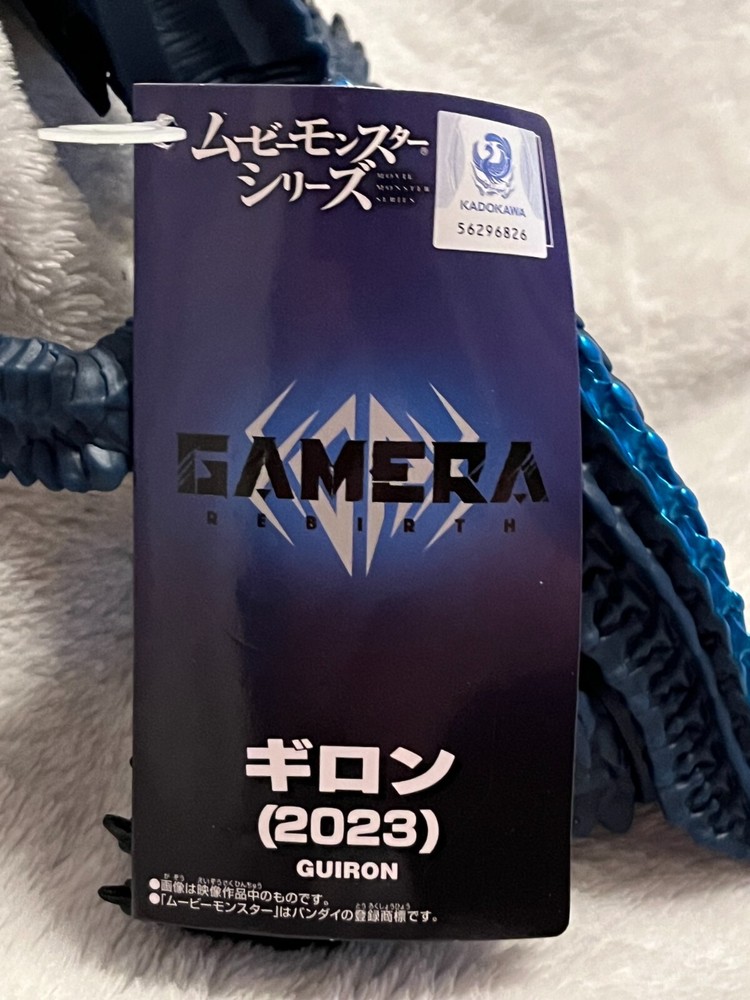 ムービーモンスター®
シリーズ
MOVIE
MONSTER
SERIES
KADOKAWA
56296826
GAMERA
REBIRTH
ギロン
(2023)
GUIRON
●画像は映像作品中のものです。
●「ムービーモンスター」はバンダイの登録商標です。